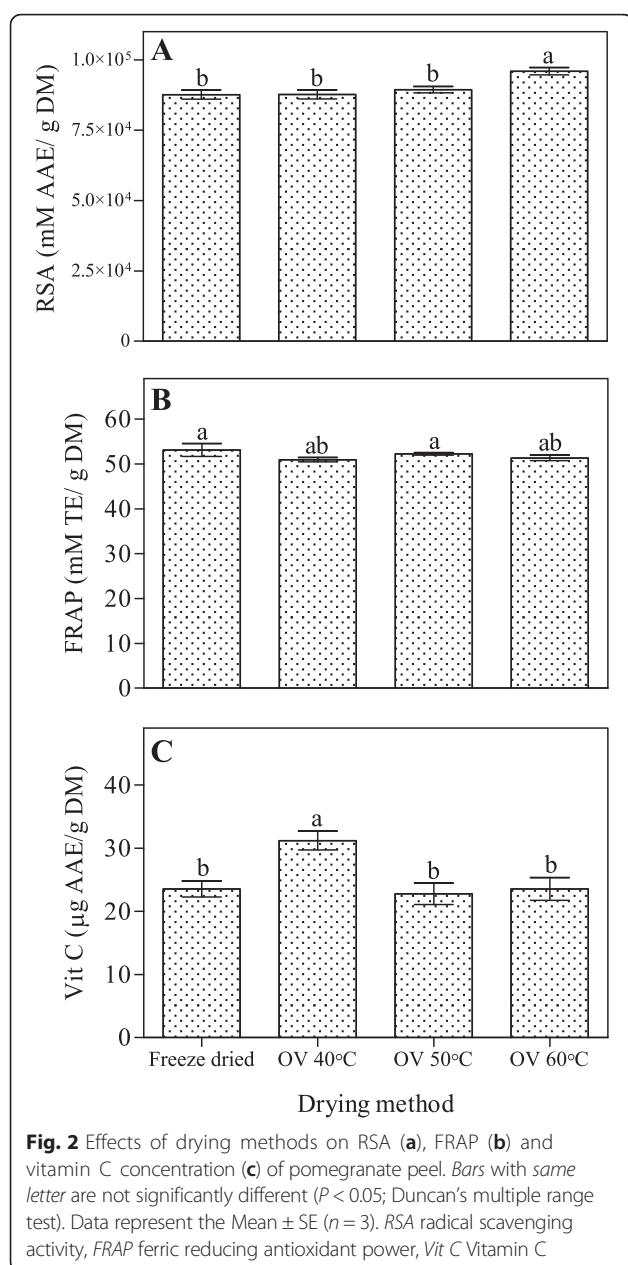 A
RSA (mM AAE/ g DM)
1.0×10⁵
7.5×10⁴
5.0×10⁴
2.5×10⁴
0
b b b a
B
FRAP (mM TE/ g DM)
60
50
40
30
20
10
0
a ab a ab
C
Vit C (µg AAE/g DM)
40
30
20
10
0
b a b b
Freeze dried OV 40°C OV 50°C OV 60°C
Drying method
Fig. 2 Effects of drying methods on RSA (a), FRAP (b) and
vitamin C concentration (c) of pomegranate peel. Bars with same
letter are not significantly different (P < 0.05; Duncan's multiple range
test). Data represent the Mean ± SE (n = 3). RSA radical scavenging
activity, FRAP ferric reducing antioxidant power, Vit C Vitamin C